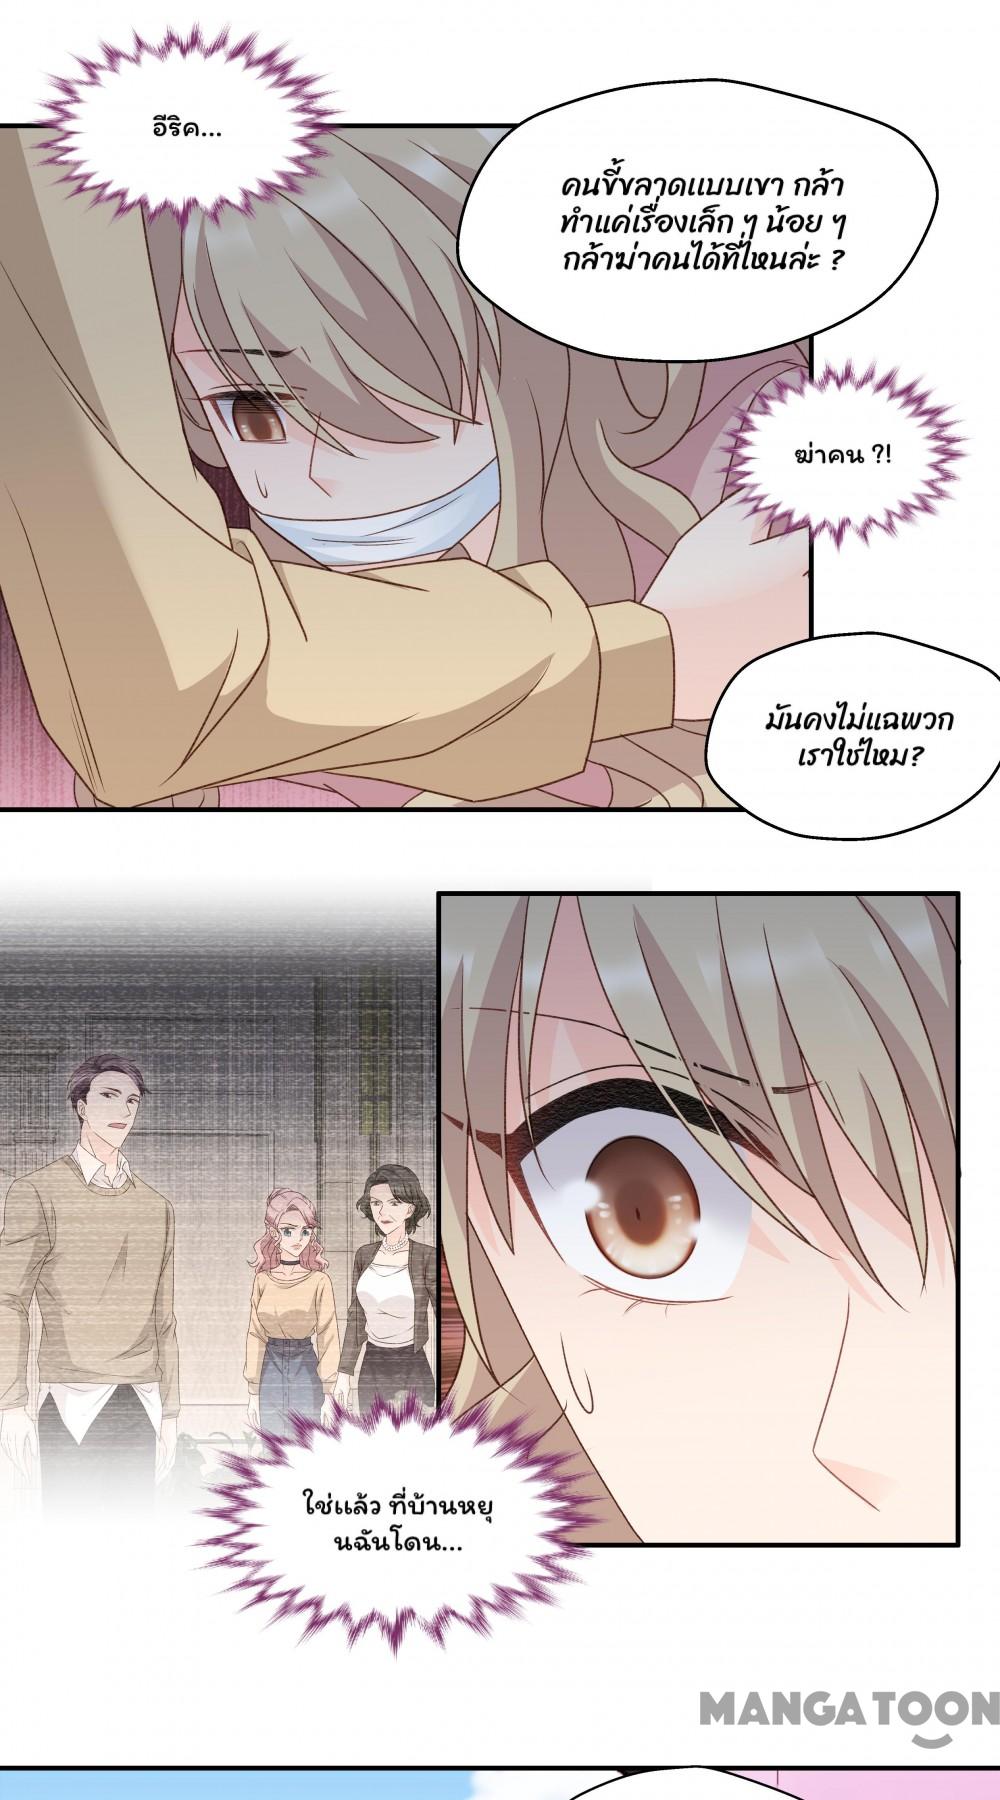 อีริค...
คนขี้ขลาดแบบเขา กล้า
ทำแค่เรื่องเล็ก ๆ น้อย ๆ
กล้าฆ่าคนได้ที่ไหนล่ะ ?
ฆ่าคน ?!
มันคงไม่แฉพวก
เราใช่ไหม?
ใช่แล้ว ที่บ้านหยุ
นฉันโดน...
MANGATOON